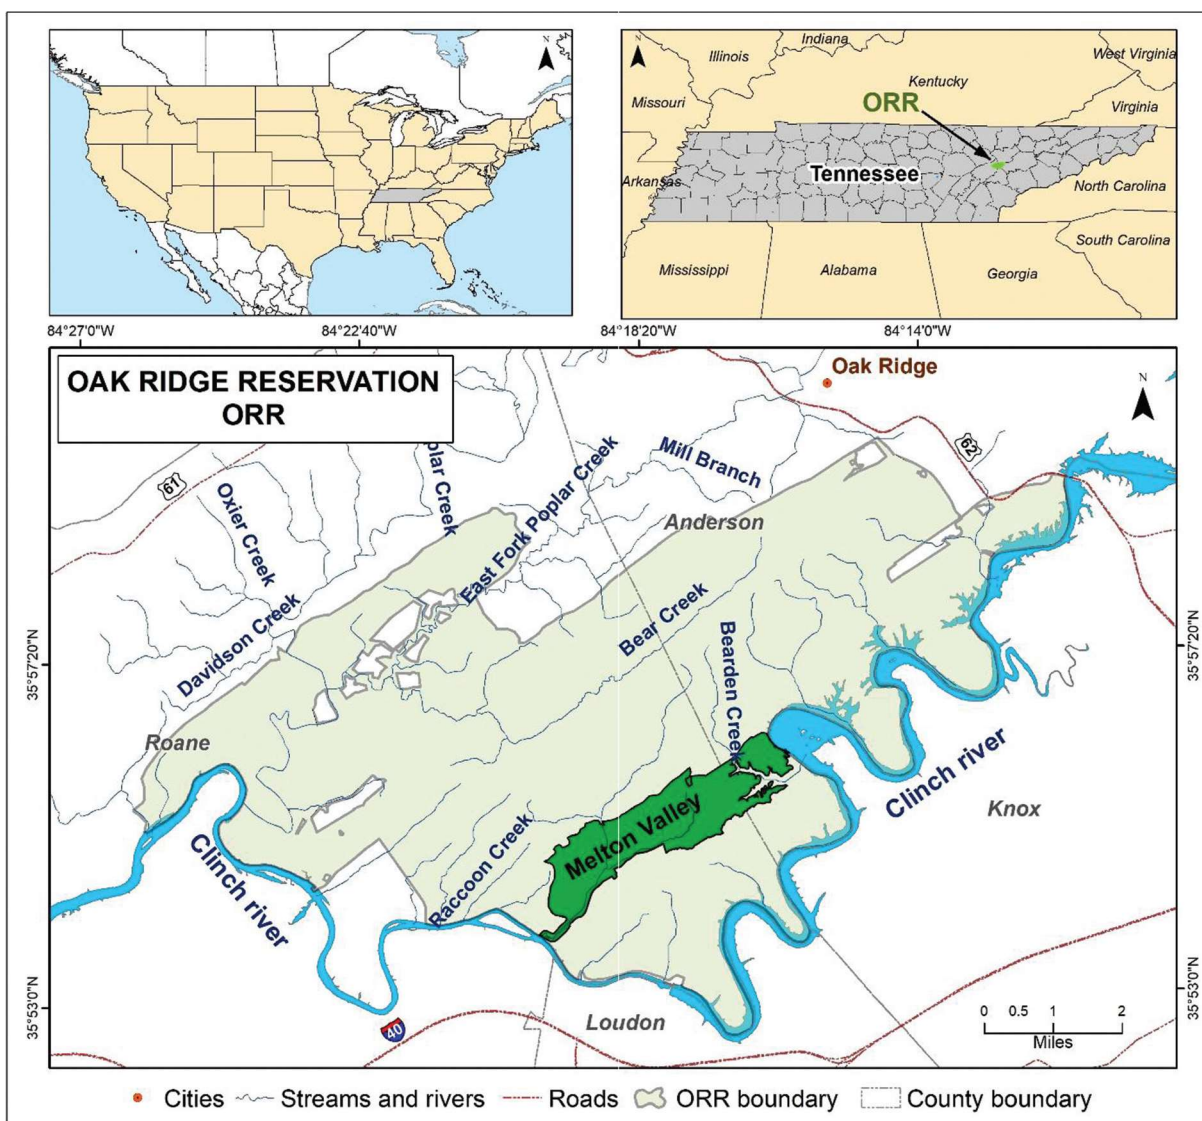 N
N
Indiana
Illinois
West Virginia
Kentucky
Missouri
ORR
Virginia
Tennessee
Arkansas
North Carolina
South Carolina
Mississippi
Alabama
Georgia
84°27'0"W
84°22'40"W
84°18'20"W
84°14'0"W
OAK RIDGE RESERVATION
ORR
Oak Ridge
N
62
61
Mill Branch
plar Creek
Oxier Creek
East Fork Poplar Creek
Anderson
Davidson Creek
Bear Creek
Bearden Creek
35°57'20"N
35°57'20"N
Roane
Clinch river
Knox
Melton Valley
Clinch river
Raccoon Creek
35°53'0"N
35°53'0"N
Loudon
40
0 0.5 1 2
Miles
Cities Streams and rivers Roads ORR boundary County boundary